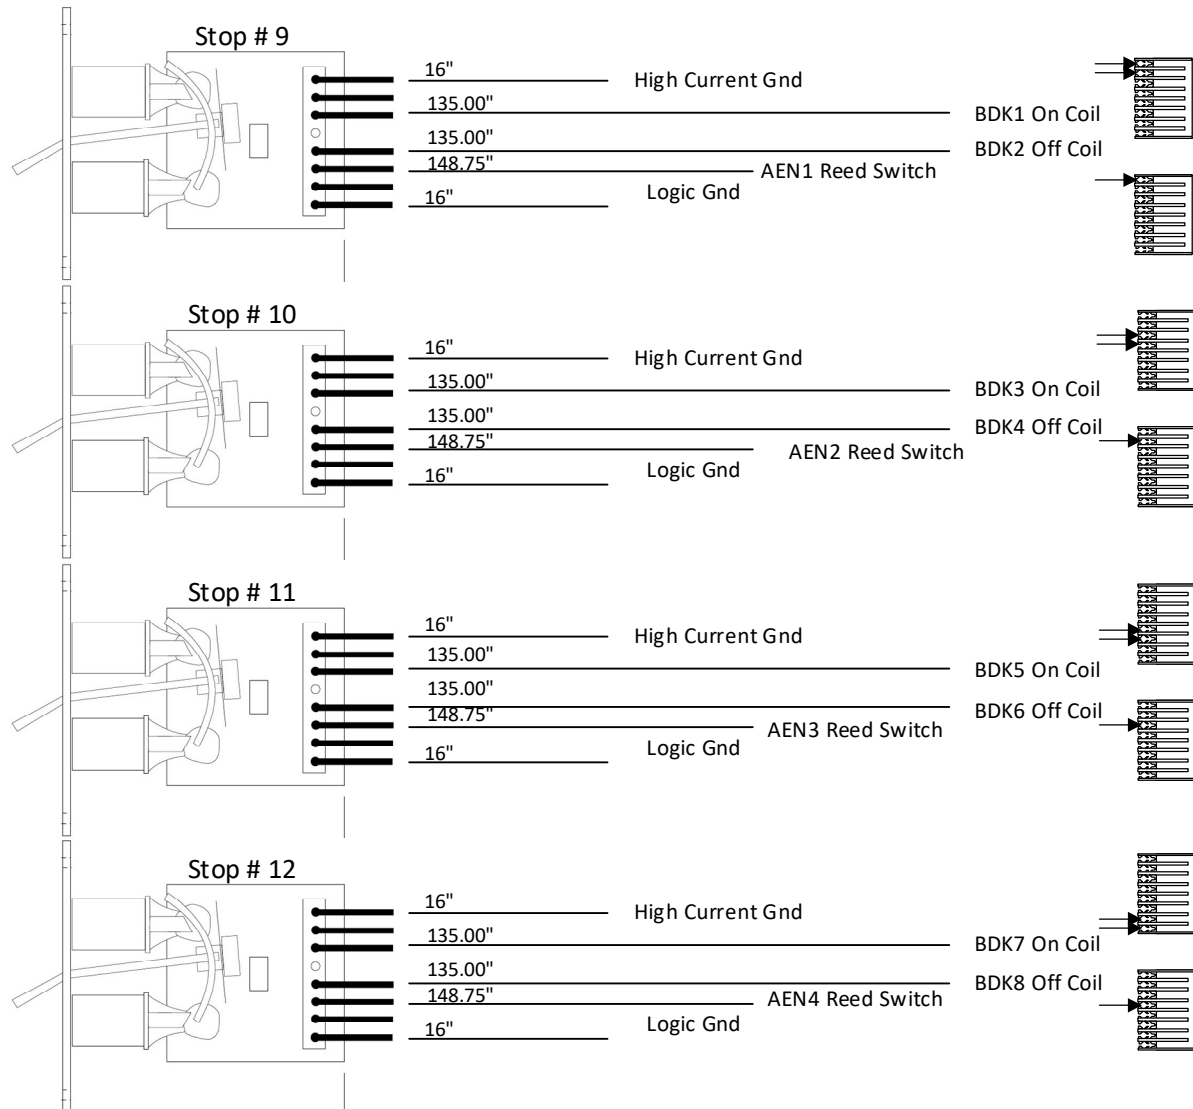 Stop # 9
16"
High Current Gnd
135.00"
BDK1 On Coil
135.00"
BDK2 Off Coil
148.75"
AEN1 Reed Switch
16"
Logic Gnd
Stop # 10
16"
High Current Gnd
135.00"
BDK3 On Coil
135.00"
BDK4 Off Coil
148.75"
AEN2 Reed Switch
16"
Logic Gnd
Stop # 11
16"
High Current Gnd
135.00"
BDK5 On Coil
135.00"
BDK6 Off Coil
148.75"
AEN3 Reed Switch
16"
Logic Gnd
Stop # 12
16"
High Current Gnd
135.00"
BDK7 On Coil
135.00"
BDK8 Off Coil
148.75"
AEN4 Reed Switch
16"
Logic Gnd